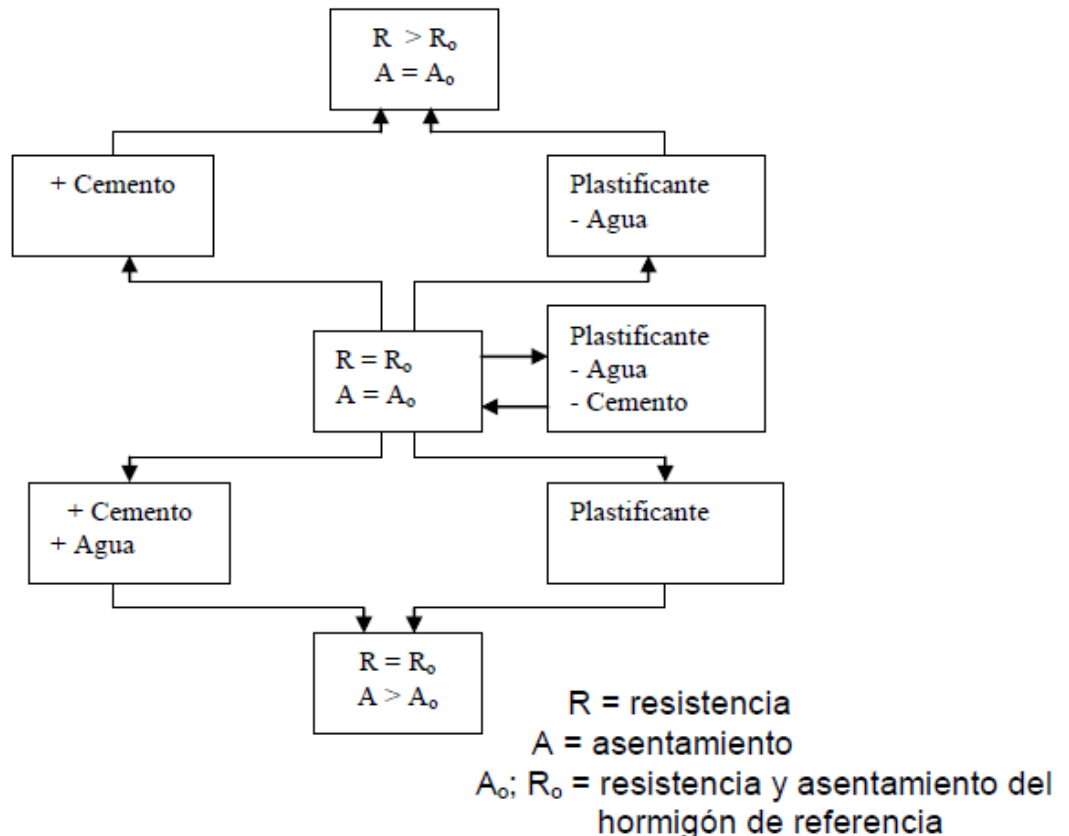 R > Rₒ
A = Aₒ
+ Cemento
Plastificante
- Agua
R = Rₒ
A = Aₒ
Plastificante
- Agua
- Cemento
+ Cemento
+ Agua
Plastificante
R = Rₒ
A > Aₒ
R = resistencia
A = asentamiento
Aₒ; Rₒ = resistencia y asentamiento del
hormigón de referencia